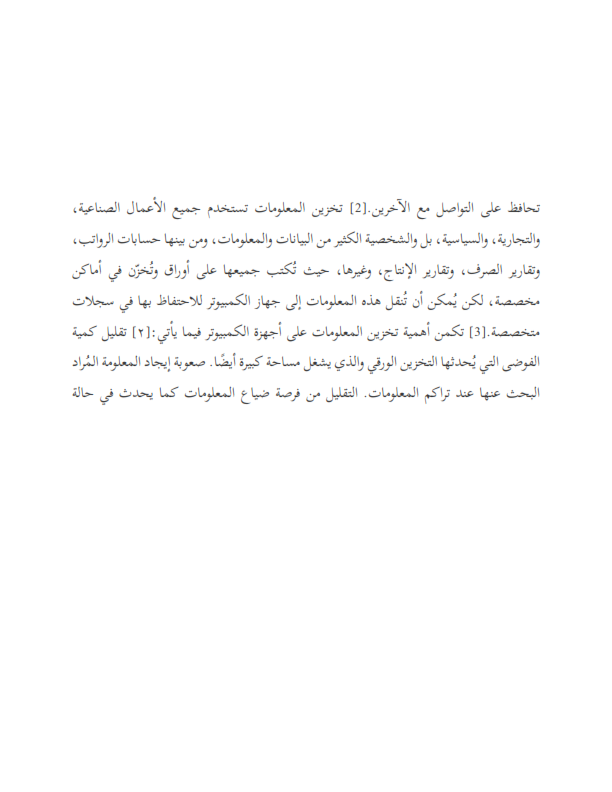 تحافظ على التواصل مع الآخرين.[2] تخزين المعلومات تستخدم جميع الأعمال الصناعية،
والتجارية، والسياسية، بل والشخصية الكثير من البيانات والمعلومات، ومن بينها حسابات الرواتب،
وتقارير الصرف، وتقارير الإنتاج، وغيرها، حيث تُكتب جميعها على أوراق وتُخزّن في أماكن
مخصصة، لكن يُمكن أن تُنقل هذه المعلومات إلى جهاز الكمبيوتر للاحتفاظ بها في سجلات
متخصصة.[3] تكمن أهمية تخزين المعلومات على أجهزة الكمبيوتر فيما يأتي:[٢] تقليل كمية
الفوضى التي يُحدثها التخزين الورقي والذي يشغل مساحة كبيرة أيضًا. صعوبة إيجاد المعلومة المُراد
البحث عنها عند تراكم المعلومات. التقليل من فرصة ضياع المعلومات كما يحدث في حالة